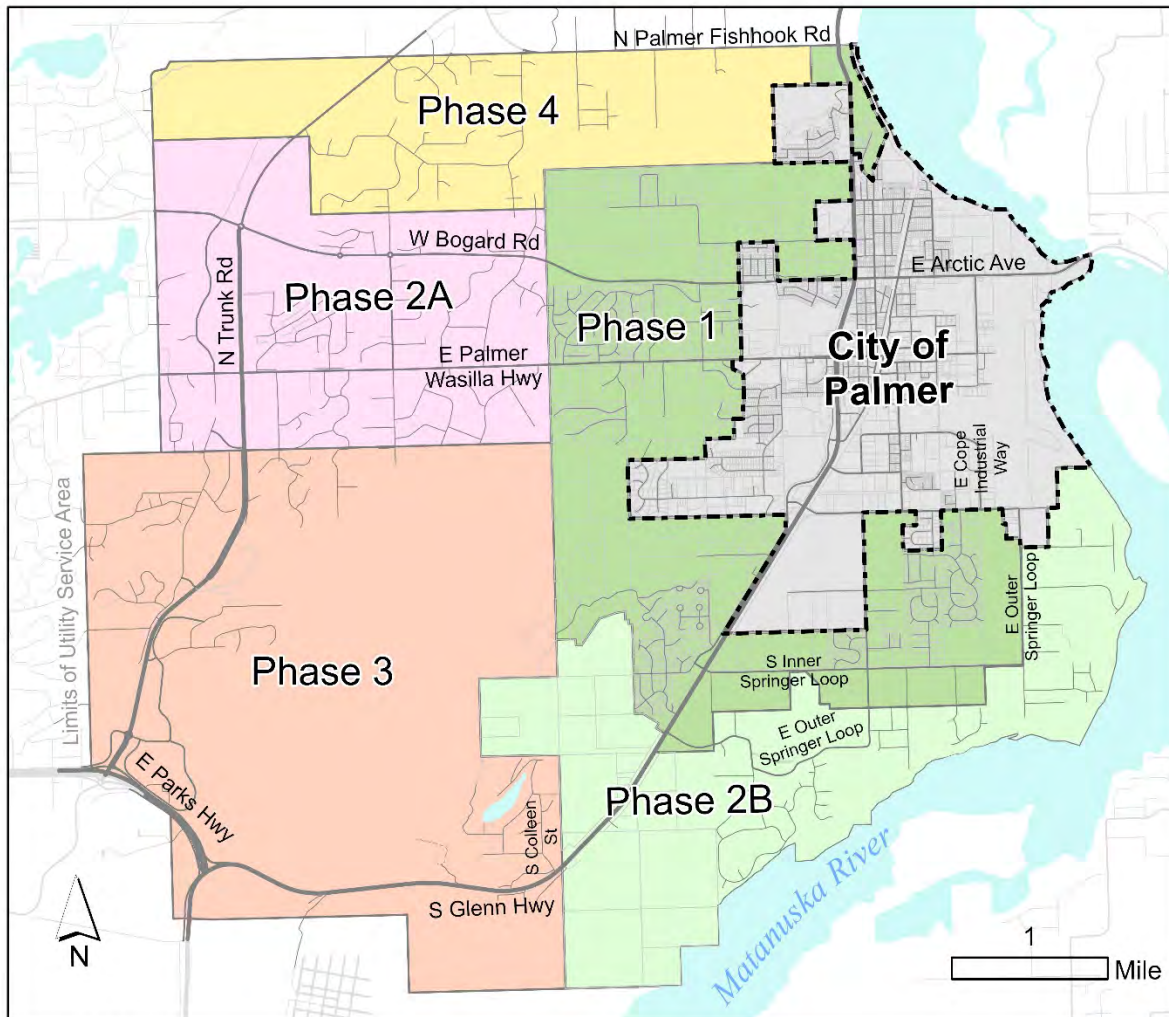 N Palmer Fishhook Rd
Phase 4
W Bogard Rd
E Arctic Ave
N Trunk Rd
Phase 2A
Phase 1
City of
Palmer
E Palmer
Wasilla Hwy
E Cope
Industrial
Way
Limits of Utility Service Area
E Outer
Springer Loop
Phase 3
S Inner
Springer Loop
E Outer
Springer Loop
E Parks Hwy
Phase 2B
S Colleen
St
S Glenn Hwy
Matanuska River
N
1
Mile